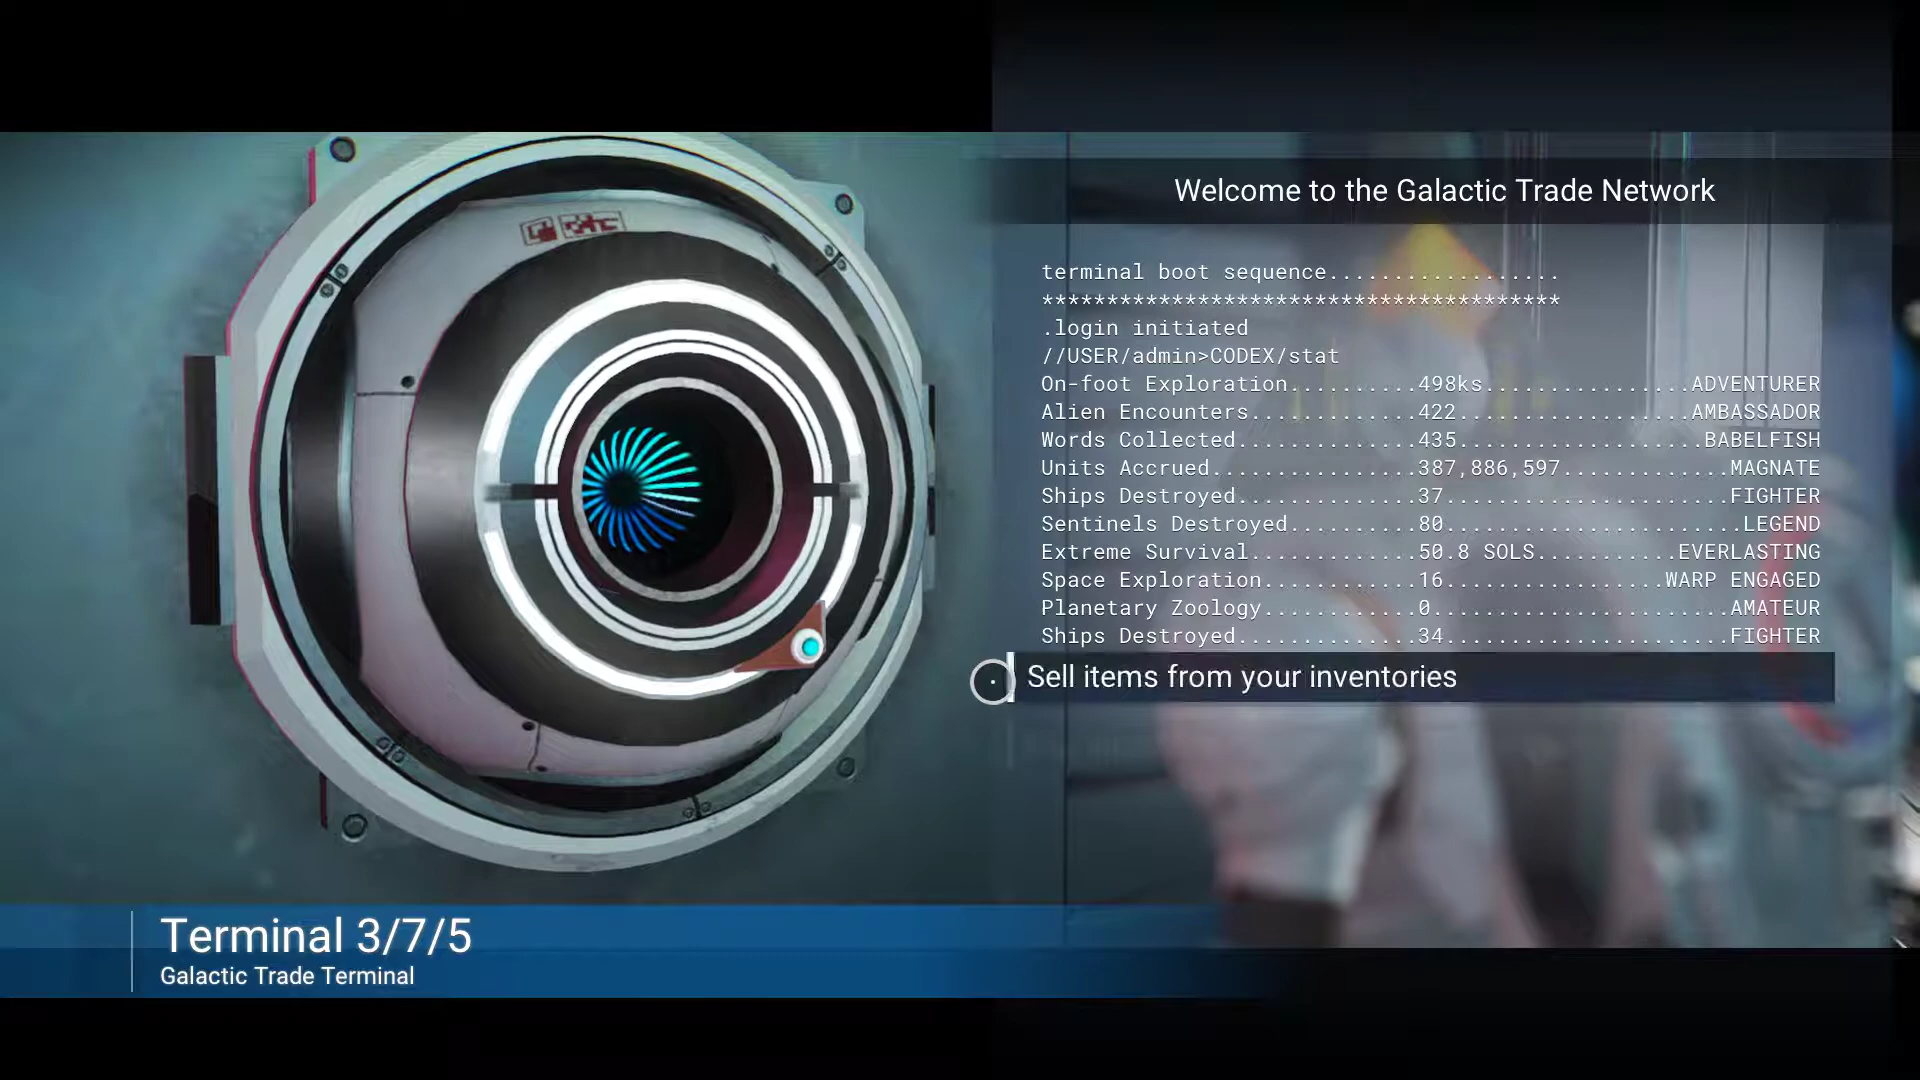 Welcome to the Galactic Trade Network
terminal boot sequence..................
****************************************
.login initiated
//USER/admin>CODEX/stat
On-foot Exploration..........498ks................ADVENTURER
Alien Encounters.............422..................AMBASSADOR
Words Collected..............435...................BABELFISH
Units Accrued................387,886,597.............MAGNATE
Ships Destroyed..............37......................FIGHTER
Sentinels Destroyed..........80.......................LEGEND
Extreme Survival.............50.8 SOLS...........EVERLASTING
Space Exploration............16.................WARP ENGAGED
Planetary Zoology............0.......................AMATEUR
Ships Destroyed..............34......................FIGHTER
Sell items from your inventories
Terminal 3/7/5
Galactic Trade Terminal